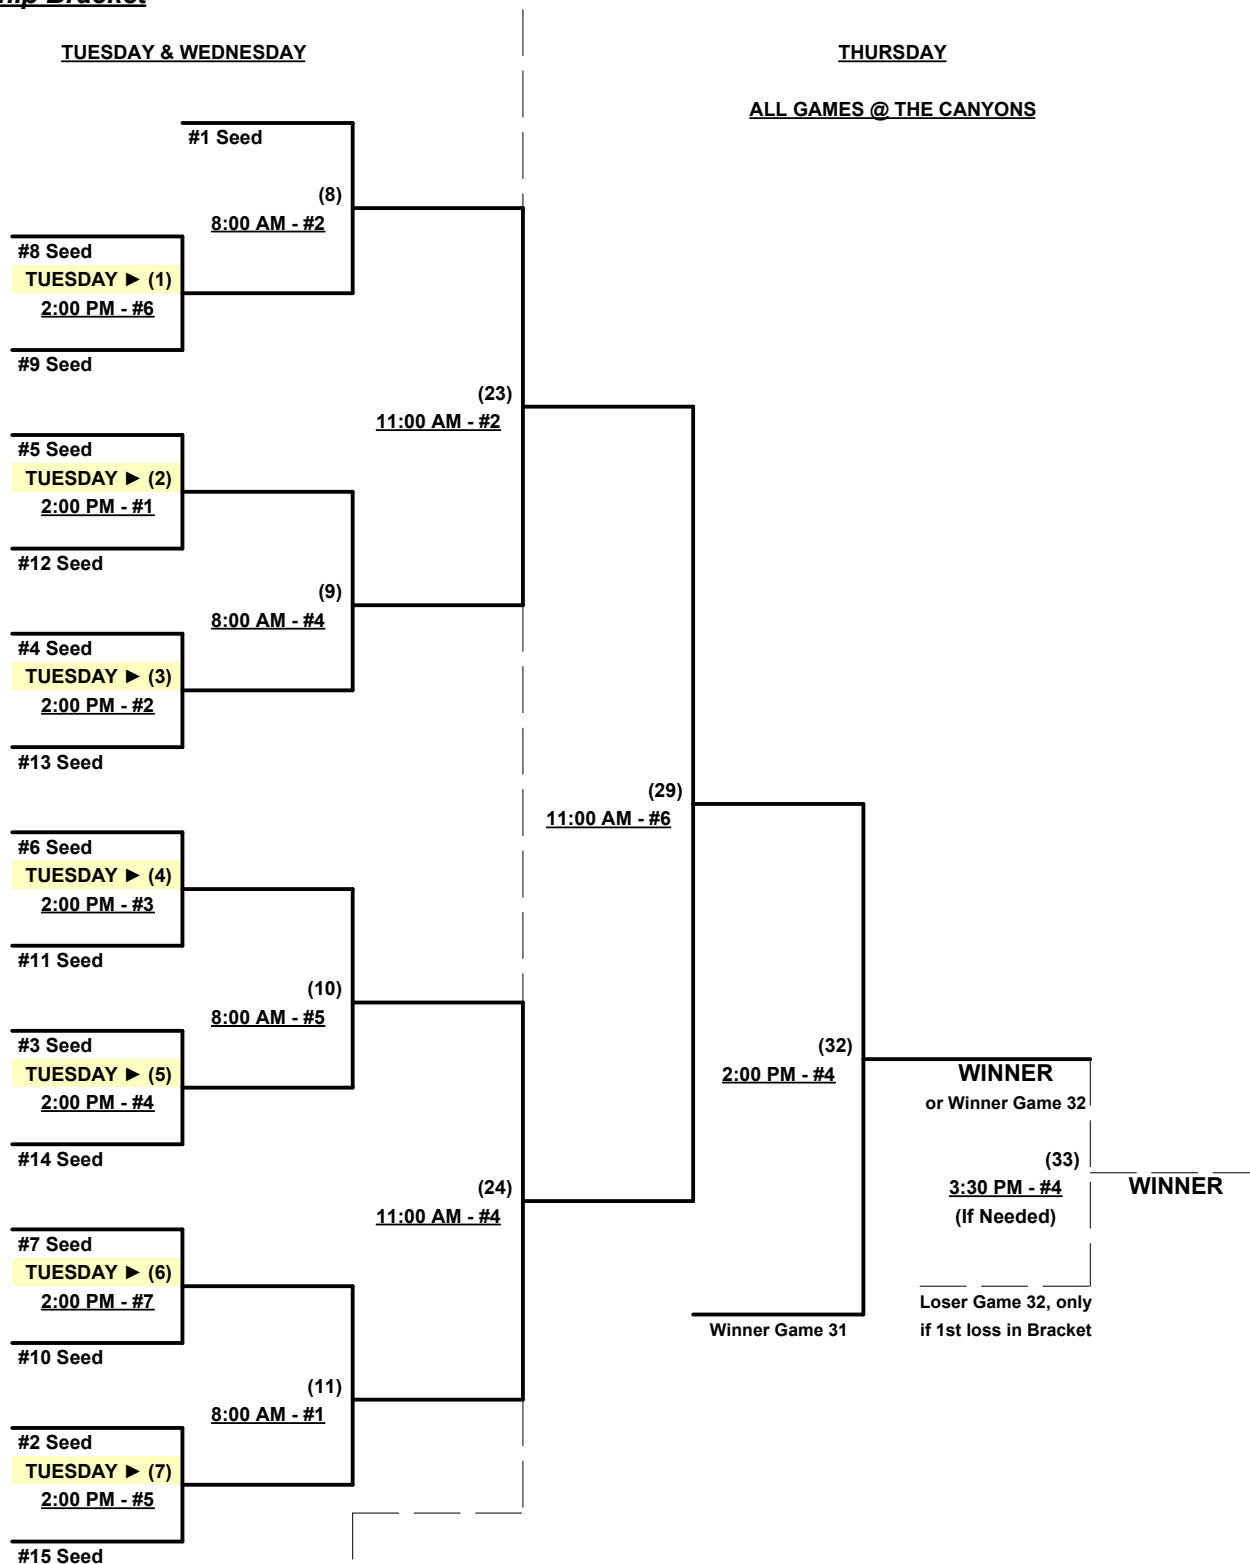 Bracket
TUESDAY & WEDNESDAY
THURSDAY
ALL GAMES @ THE CANYONS
#1 Seed
(8)
8:00 AM - #2
#8 Seed
TUESDAY ► (1)
2:00 PM - #6
#9 Seed
(23)
11:00 AM - #2
#5 Seed
TUESDAY ► (2)
2:00 PM - #1
#12 Seed
(9)
8:00 AM - #4
#4 Seed
TUESDAY ► (3)
2:00 PM - #2
#13 Seed
(29)
11:00 AM - #6
#6 Seed
TUESDAY ► (4)
2:00 PM - #3
#11 Seed
(10)
8:00 AM - #5
#3 Seed
TUESDAY ► (5)
2:00 PM - #4
#14 Seed
(32)
2:00 PM - #4
WINNER
or Winner Game 32
(33)
3:30 PM - #4
(If Needed)
WINNER
(24)
11:00 AM - #4
#7 Seed
TUESDAY ► (6)
2:00 PM - #7
#10 Seed
Winner Game 31
Loser Game 32, only
if 1st loss in Bracket
(11)
8:00 AM - #1
#2 Seed
TUESDAY ► (7)
2:00 PM - #5
#15 Seed